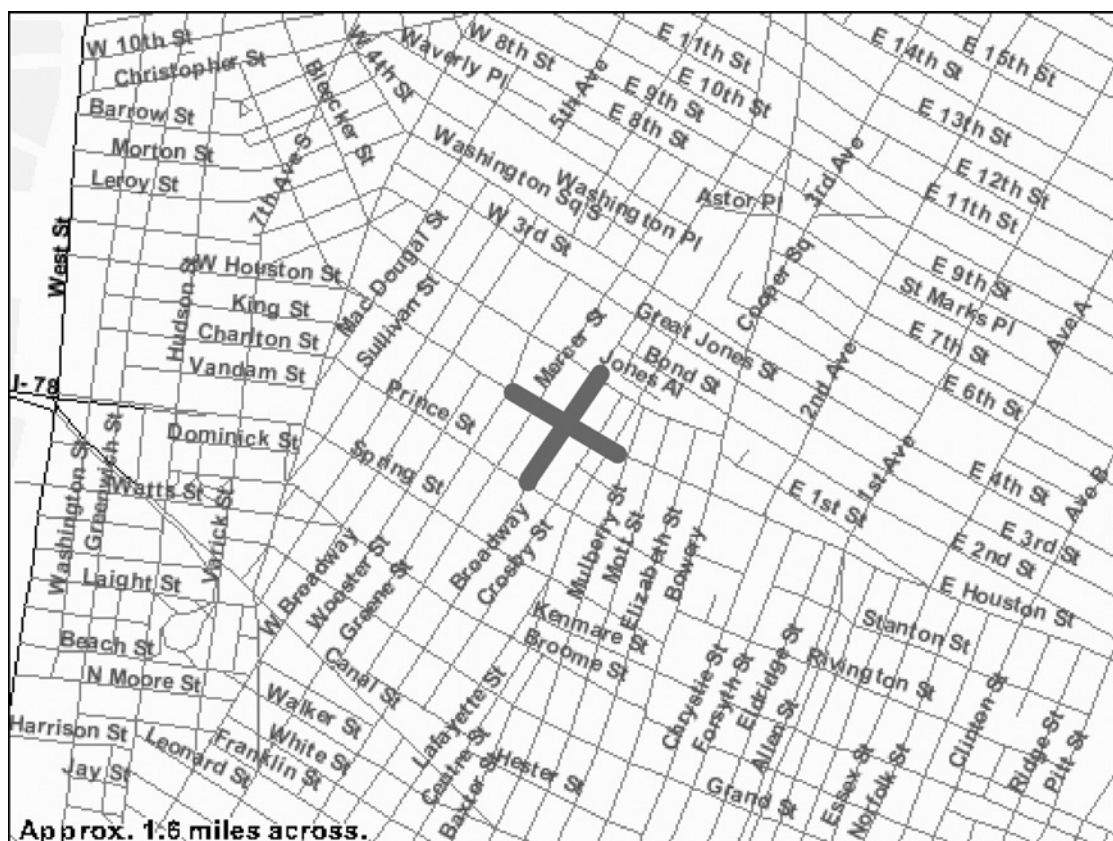 W 10th St
Christopher St
Barrow St
Morton St
Leroy St
Bleecker St
W 4th St
Waverly Pl
W 8th St
5th Ave
E 11th St
E 10th St
E 9th St
E 8th St
E 14th St
E 15th St
E 13th St
E 12th St
E 11th St
3rd Ave
Astor Pl
Washington Sq S
Washington Pl
W 3rd St
7th Ave S
West St
W Houston St
King St
Charlton St
Vandam St
Hudson St
Mac Dougal St
Sullivan St
Mercer St
Great Jones St
Bond St
Jones Al
Cooper Sq
2nd Ave
E 9th St
St Marks Pl
E 7th St
E 6th St
Ave A
I-78
Dominick St
Prince St
Spring St
Watts St
Washington St
Greenwich St
Varick St
Laight St
Beach St
N Moore St
Harrison St
Jay St
Leonard St
Franklin St
White St
Walker St
W Broadway
Wooster St
Greene St
Canal St
Broadway
Crosby St
Mulberry St
Mott St
Elizabeth St
Bowery
Kenmare St
Broome St
Lafayette St
Centre St
Baxter St
Hester St
E 1st St
1st Ave
E 4th St
E 3rd St
E 2nd St
Ave B
E Houston St
Stanton St
Rivington St
Chrystie St
Forsyth St
Eldridge St
Allen St
Grand St
Essex St
Norfolk St
Clinton St
Ridge St
Pitt St
Approx. 1.6 miles across.